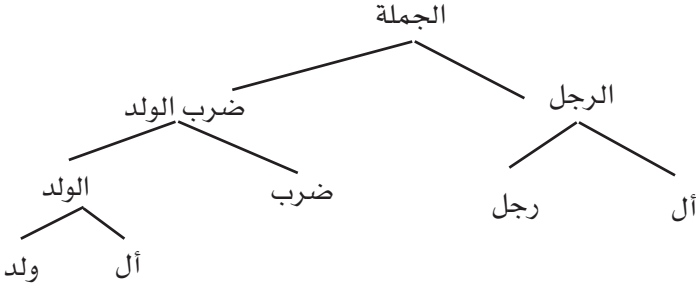 الجملة
الرجل
ضرب الولد
أل
رجل
ضرب
الولد
أل
ولد